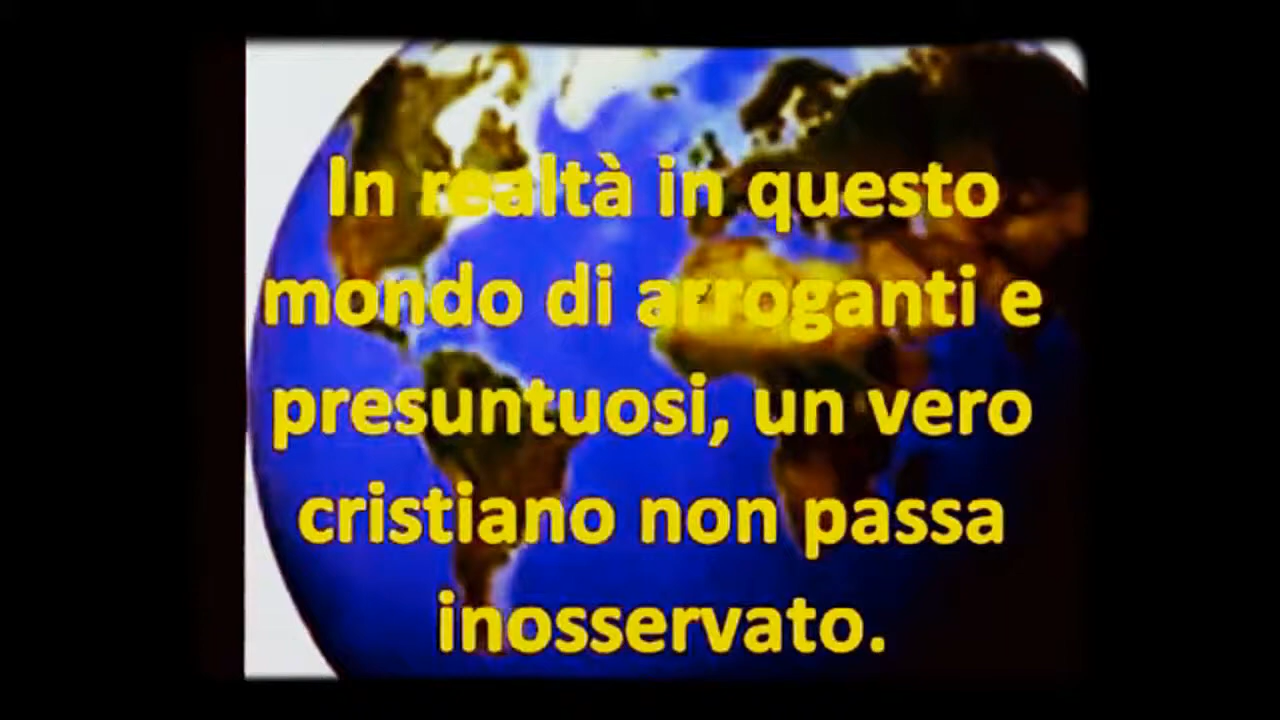 In realtà in questo
mondo di arroganti e
presuntuosi, un vero
cristiano non passa
inosservato.